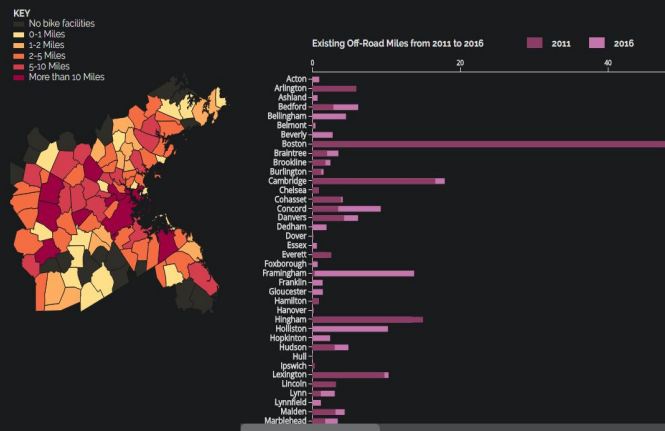 KEY
No bike facilities
0-1 Miles
1-2 Miles
2-5 Miles
5-10 Miles
More than 10 Miles
Existing Off-Road Miles from 2011 to 2016
2011
2016
0
20
40
Acton
Arlington
Ashland
Bedford
Bellingham
Belmont
Beverly
Boston
Braintree
Brookline
Burlington
Cambridge
Chelsea
Cohasset
Concord
Danvers
Dedham
Dover
Essex
Everett
Foxborough
Framingham
Franklin
Gloucester
Hamilton
Hanover
Hingham
Holliston
Hopkinton
Hudson
Hull
Ipswich
Lexington
Lincoln
Lynn
Lynnfield
Malden
Marblehead